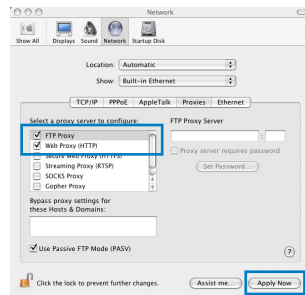 Network
Show All Displays Sound Network Startup Disk
Location: Automatic
Show: Built-in Ethernet
TCP/IP PPPoE AppleTalk Proxies Ethernet
Select a proxy server to configure: FTP Proxy Server
FTP Proxy :
Web Proxy (HTTP)
Secure Web Proxy (HTTPS) Proxy server requires password
Streaming Proxy (RTSP) Set Password...
SOCKS Proxy
Gopher Proxy
Bypass proxy settings for
these Hosts & Domains:
Use Passive FTP Mode (PASV) ?
Click the lock to prevent further changes. Assist me... Apply Now